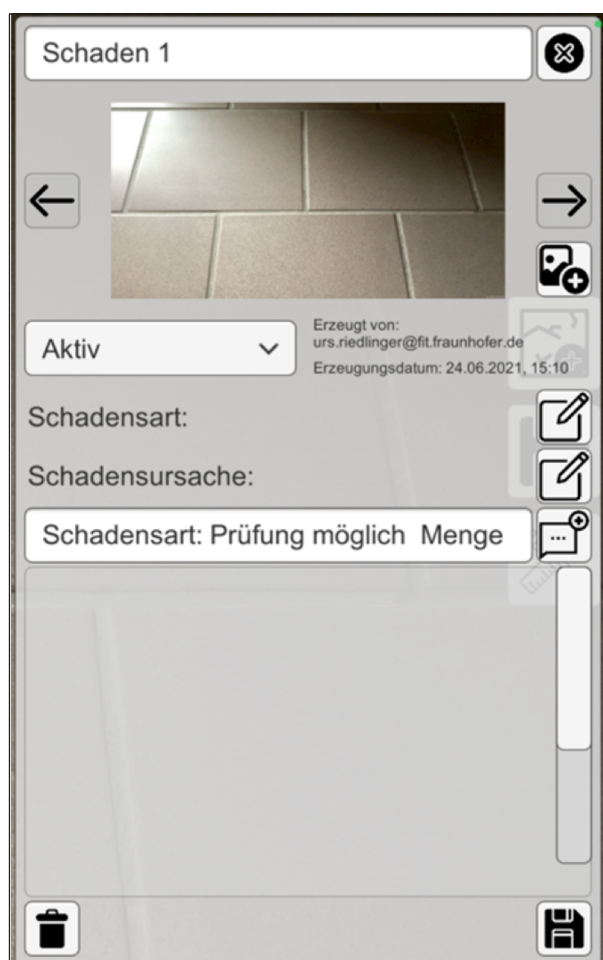 Schaden 1
Aktiv
Erzeugt von:
urs.riedlinger@fit.fraunhofer.de
Erzeugungsdatum: 24.06.2021, 15:10
Schadensart:
Schadensursache:
Schadensart: Prüfung möglich  Menge